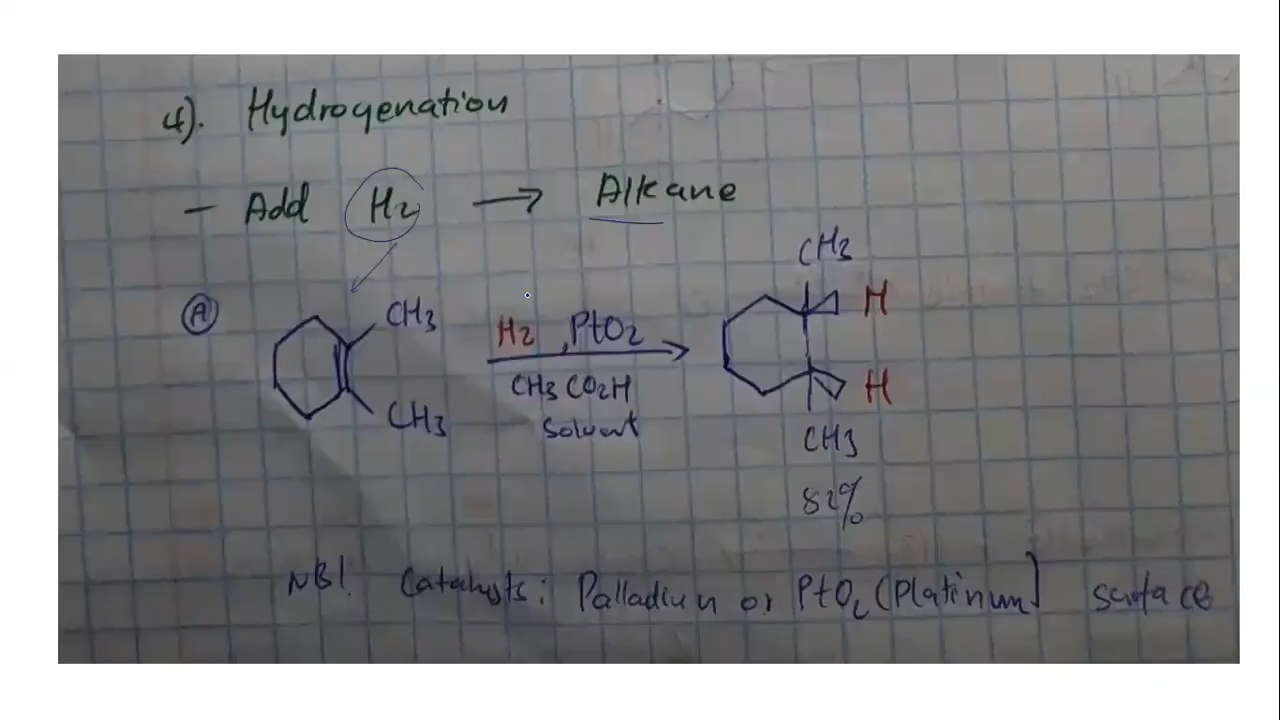 4). Hydrogenation
— Add H2 → Alkane
CH3
A CH3 H2, PtO2 H
CH3CO2H H
CH3 Solvent
CH3
82%
NB! Catalysts: Palladium or PtO2 (Platinum) surface